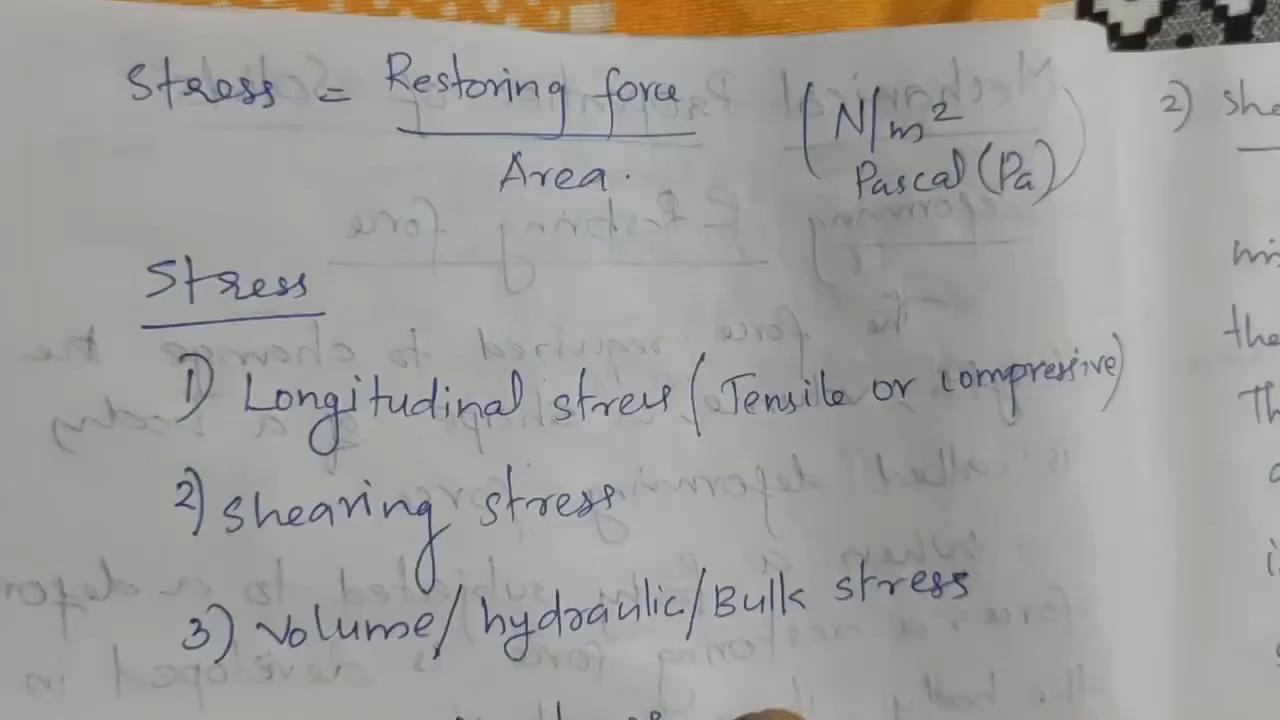 Stress = Restoring force
Area.
(N/m²
Pascal (Pa))
Stress
1) Longitudinal stress (Tensile or compressive)
2) shearing stress
3) Volume/hydraulic/Bulk stress
2)
the